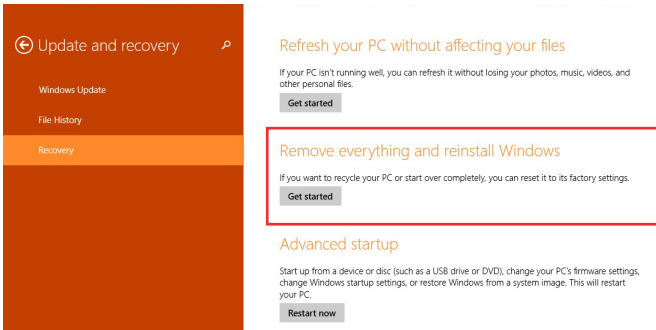 Update and recovery
Windows Update
File History
Recovery
Refresh your PC without affecting your files
If your PC isn't running well, you can refresh it without losing your photos, music, videos, and
other personal files.
Get started
Remove everything and reinstall Windows
If you want to recycle your PC or start over completely, you can reset it to its factory settings.
Get started
Advanced startup
Start up from a device or disc (such as a USB drive or DVD), change your PC's firmware settings,
change Windows startup settings, or restore Windows from a system image. This will restart
your PC.
Restart now